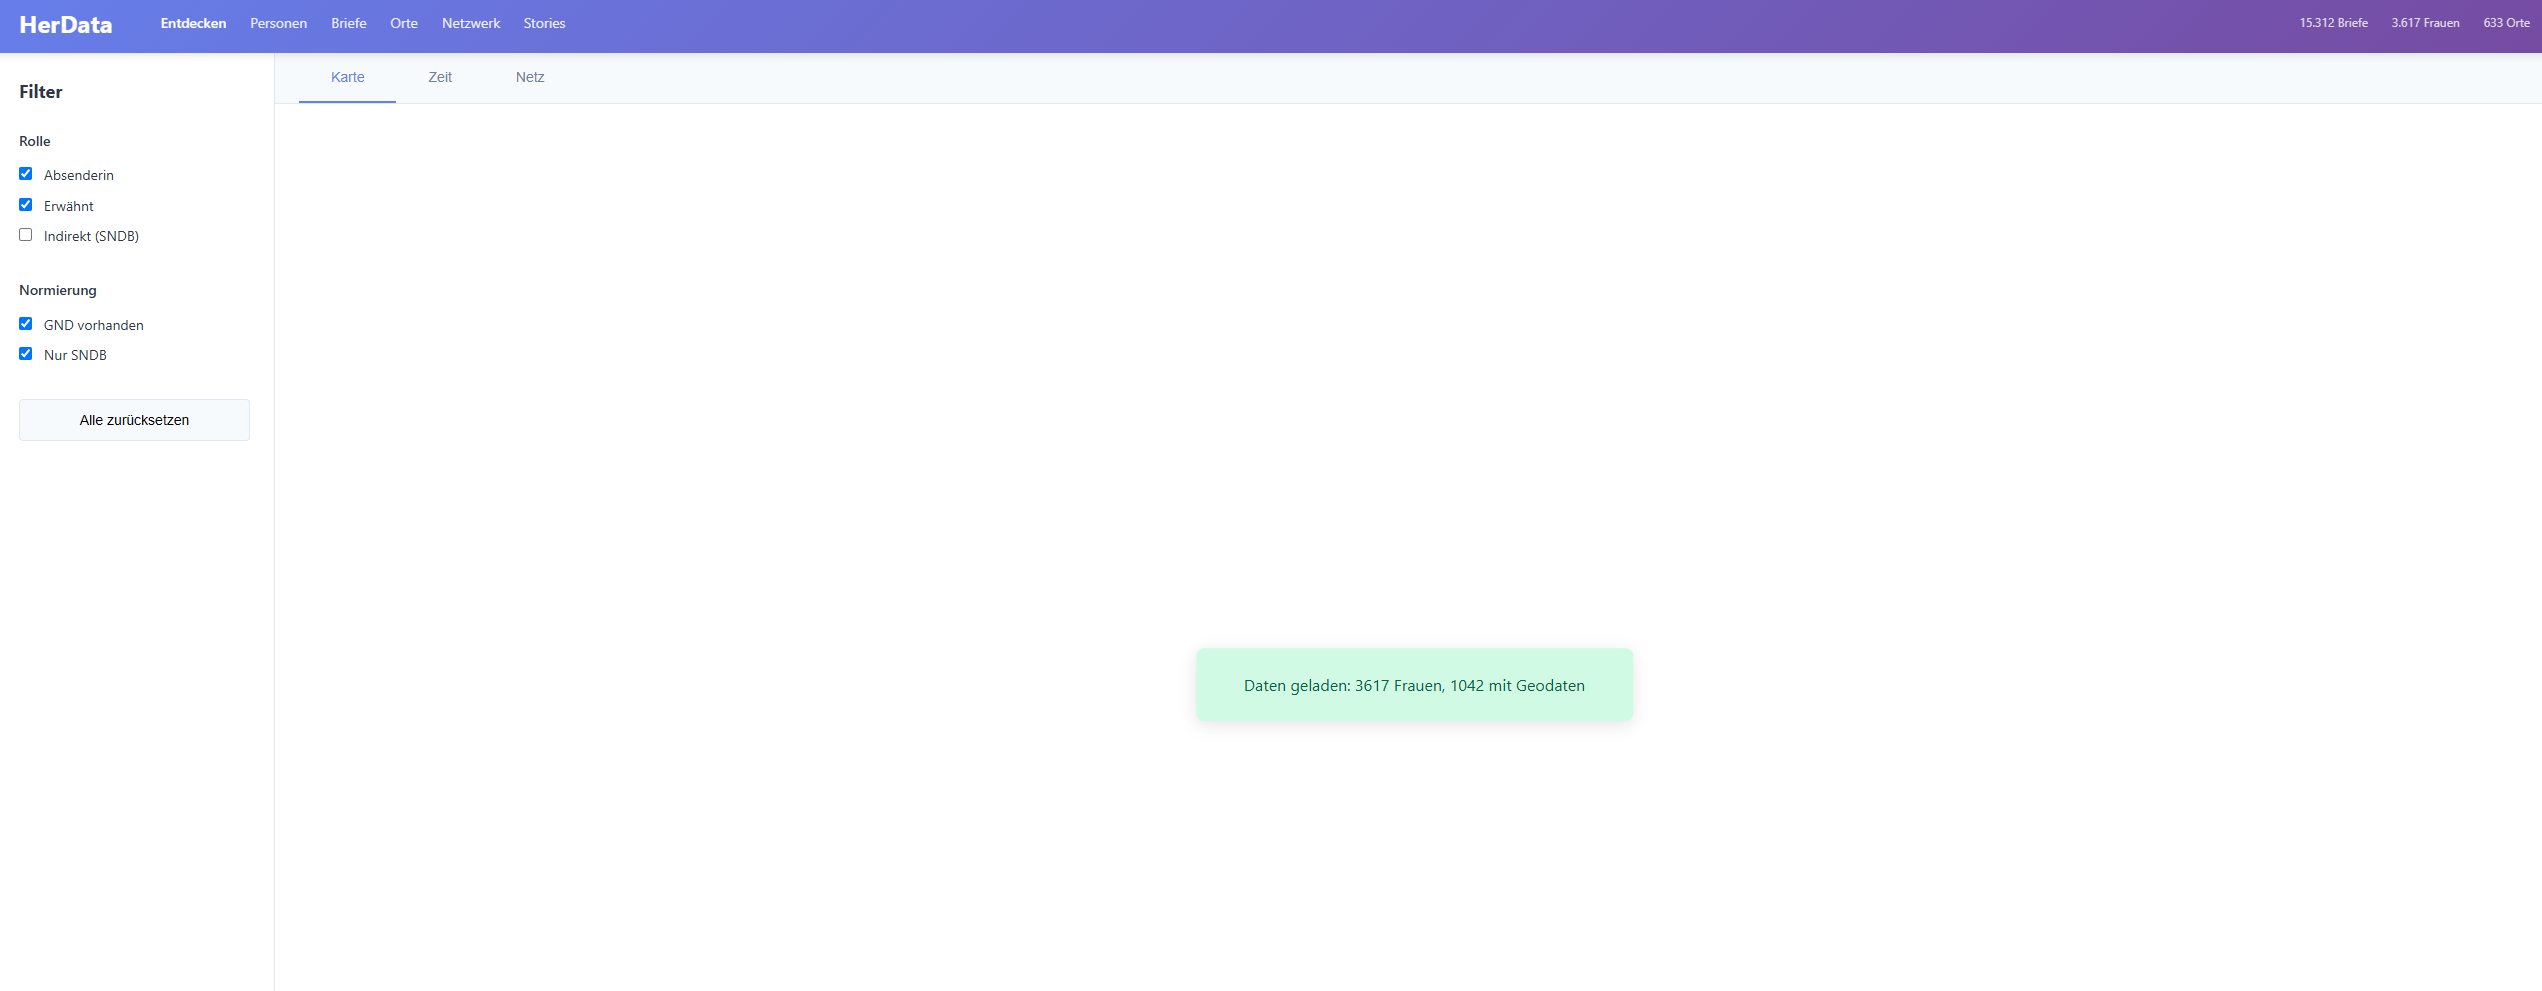 HerData
Entdecken Personen Briefe Orte Netzwerk Stories
15.312 Briefe 3.617 Frauen 633 Orte
Filter
Rolle
Absenderin
Erwähnt
Indirekt (SNDB)
Normierung
GND vorhanden
Nur SNDB
Alle zurücksetzen
Karte Zeit Netz
Daten geladen: 3617 Frauen, 1042 mit Geodaten